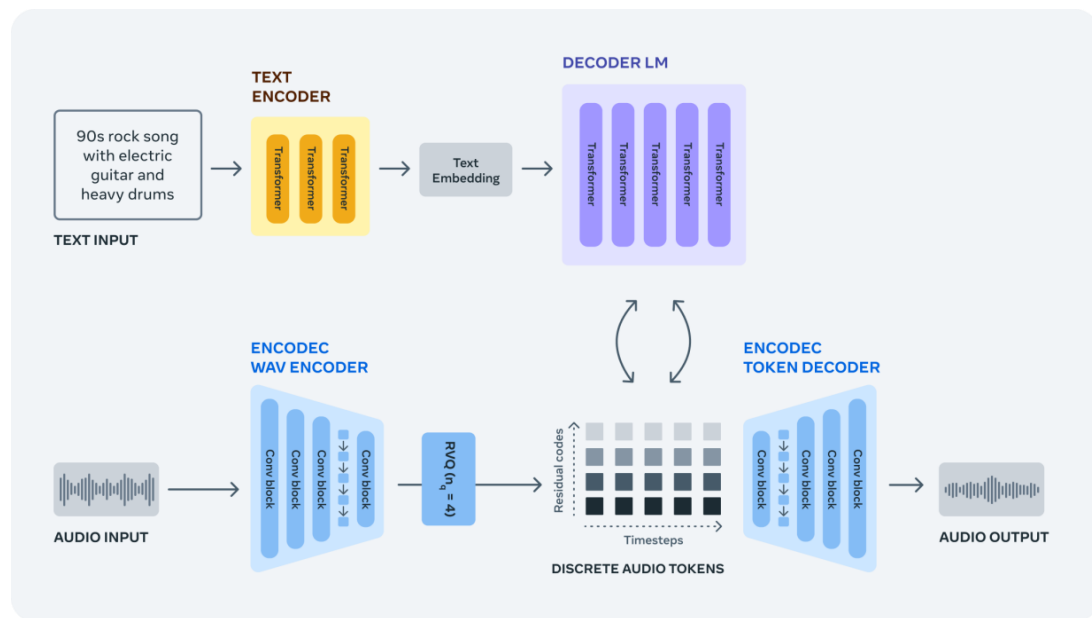 TEXT
ENCODER
DECODER LM
90s rock song
with electric
guitar and
heavy drums
Transformer
Transformer
Transformer
Text
Embedding
Transformer
Transformer
Transformer
Transformer
Transformer
TEXT INPUT
ENCODEC
WAV ENCODER
ENCODEC
TOKEN DECODER
Conv block
Conv block
Conv block
Conv block
RVQ (n_q = 4)
Residual codes
Timesteps
Conv block
Conv block
Conv block
Conv block
AUDIO INPUT
DISCRETE AUDIO TOKENS
AUDIO OUTPUT